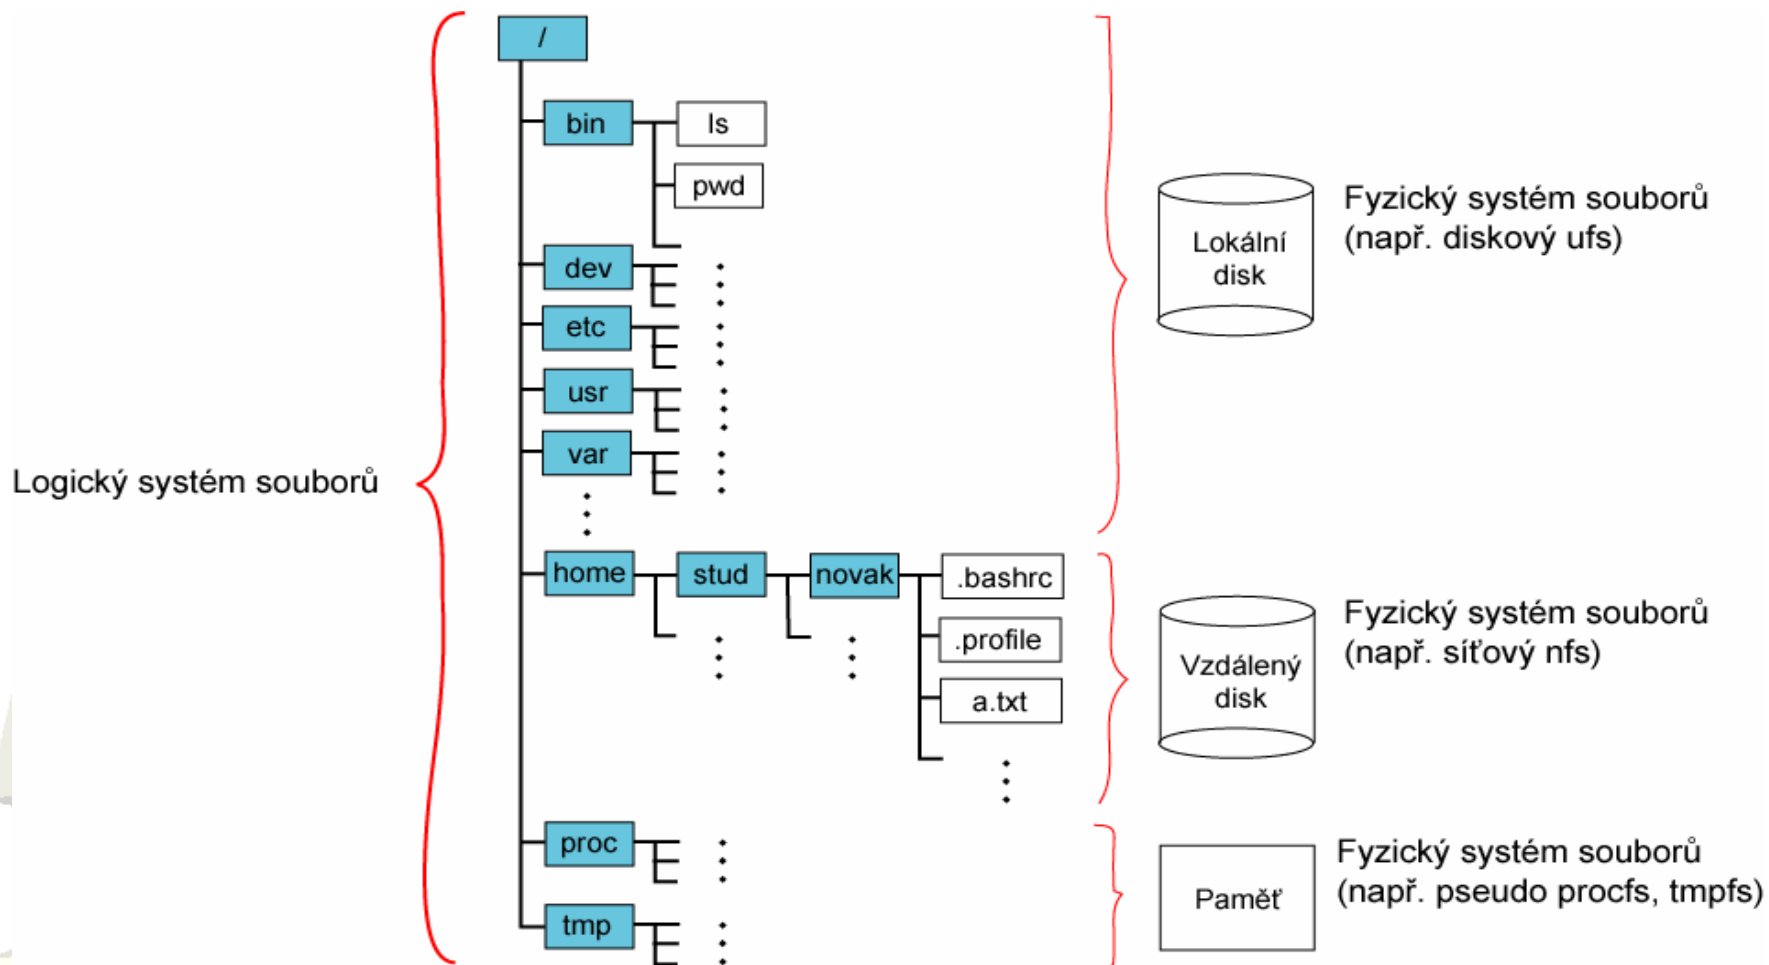 /
bin
ls
pwd
dev
etc
usr
var
Logický systém souborů
home
stud
novak
.bashrc
.profile
a.txt
proc
tmp
Lokální
disk
Fyzický systém souborů
(např. diskový ufs)
Vzdálený
disk
Fyzický systém souborů
(např. síťový nfs)
Paměť
Fyzický systém souborů
(např. pseudo procfs, tmpfs)